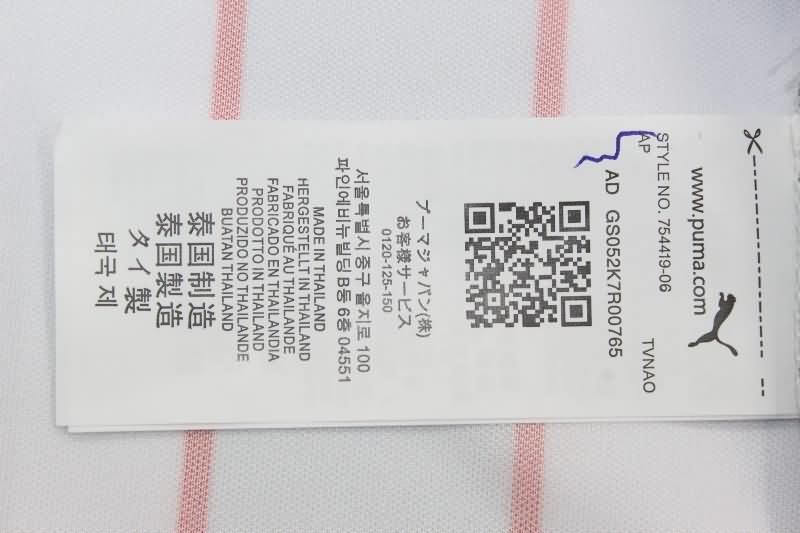 www.puma.com
STYLE NO. 754419-06 TVNAO
AP
AD GS052K7R00765
プーマジャパン(株)
お客様サービス
0120-125-150
서울특별시 중구 을지로 100
파인에비뉴빌딩 B동 6층 04551
MADE IN THAILAND
HERGESTELLT IN THAILAND
FABRIQUÉ AU THAILANDE
FABRICADO EN THAILANDIA
PRODOTTO IN THAILAND
PRODUZIDO NO THAILANDE
BUATAN THAILAND
泰国制造
泰国製造
タイ製
태국 제